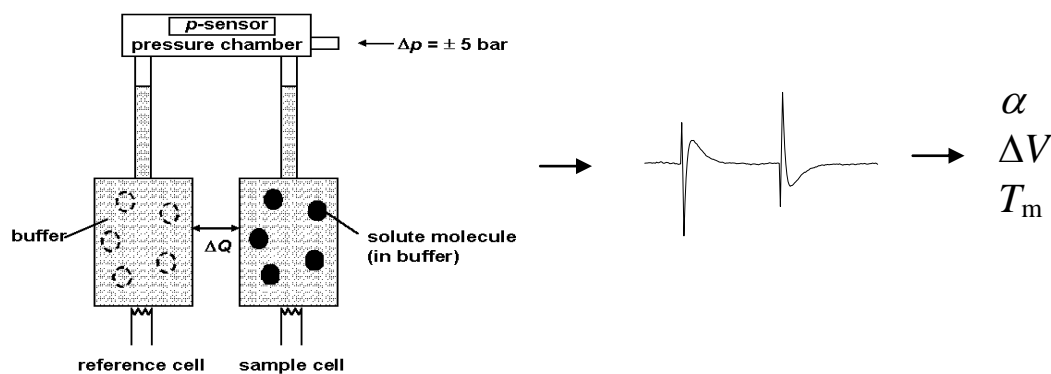 p-sensor
pressure chamber
Δp = ± 5 bar
buffer
ΔQ
solute molecule
(in buffer)
reference cell
sample cell
α
ΔV
Tm